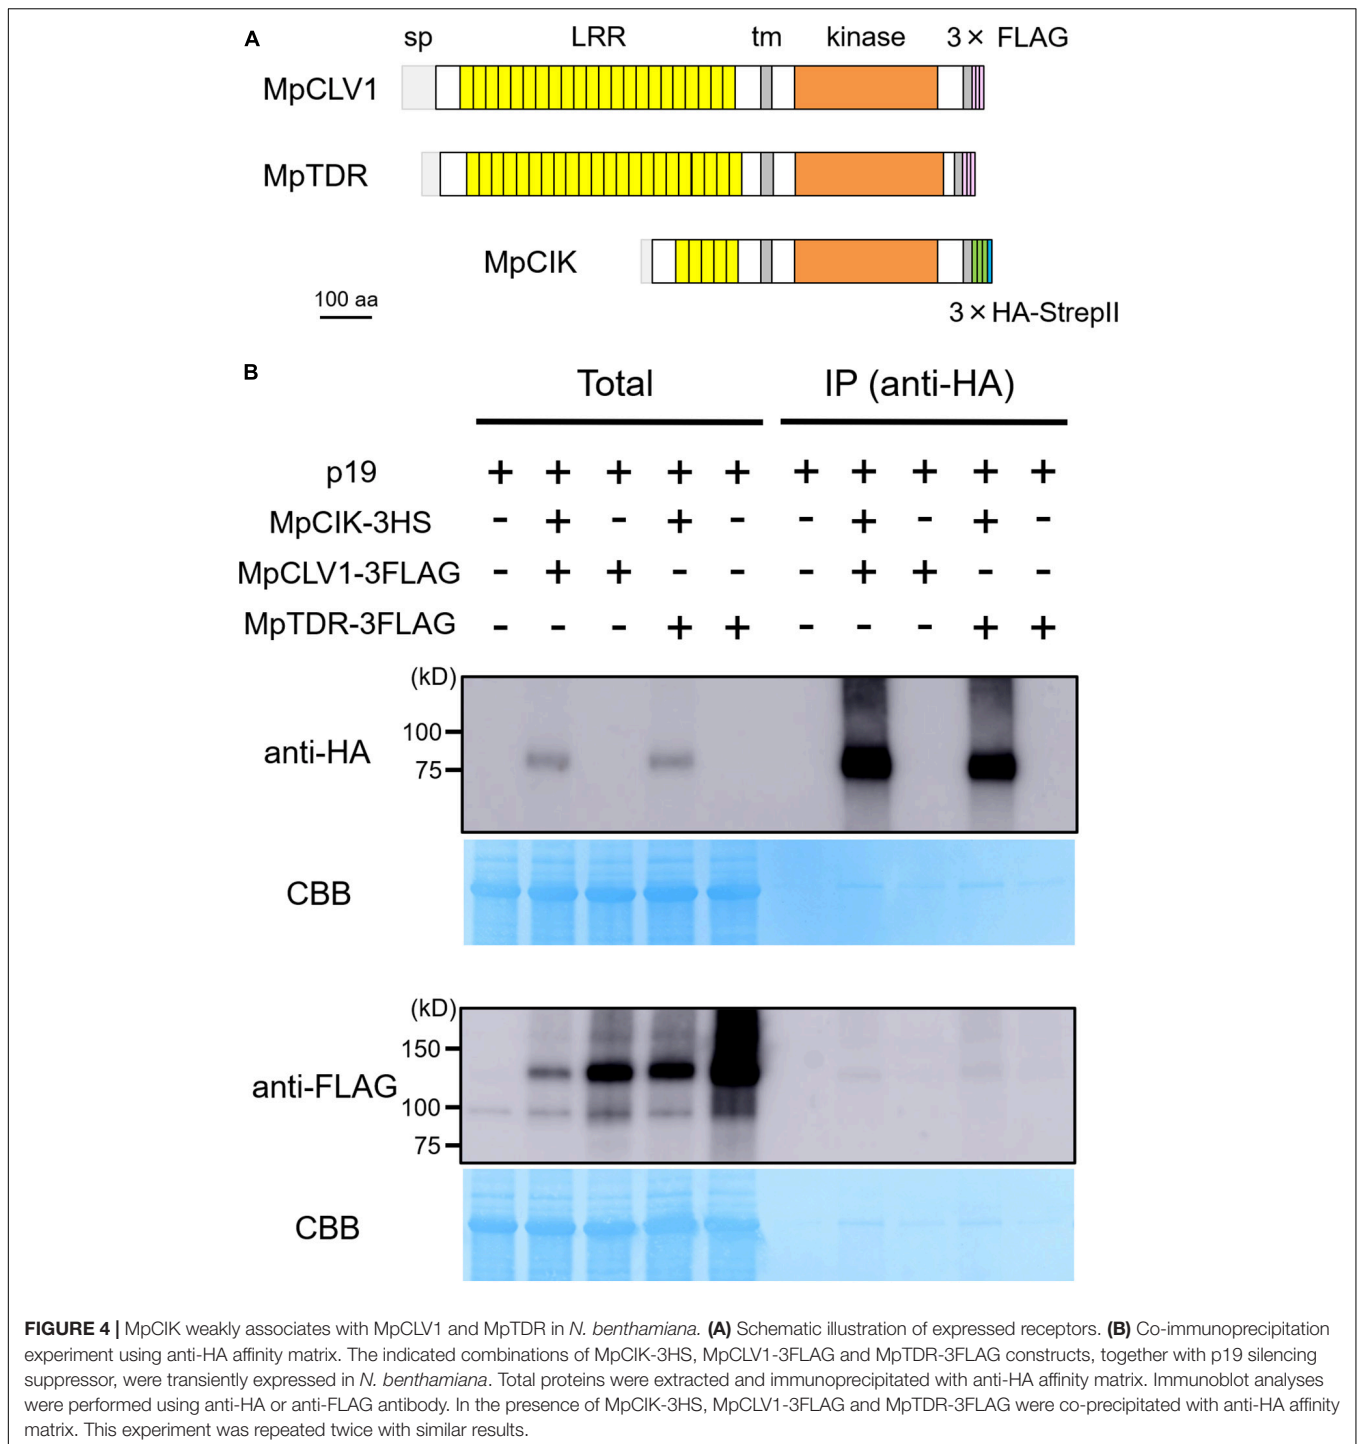 A
sp LRR tm kinase 3 × FLAG
MpCLV1
MpTDR
MpCIK
100 aa
3 × HA-StrepII
B
Total IP (anti-HA)
p19 + + + + + + + + + +
MpCIK-3HS - + - + - - + - + -
MpCLV1-3FLAG - + + - - - + + - -
MpTDR-3FLAG - - - + + - - - + +
(kD)
100
anti-HA
75
CBB
(kD)
150
anti-FLAG
100
75
CBB
FIGURE 4 | MpCIK weakly associates with MpCLV1 and MpTDR in N. benthamiana. (A) Schematic illustration of expressed receptors. (B) Co-immunoprecipitation
experiment using anti-HA affinity matrix. The indicated combinations of MpCIK-3HS, MpCLV1-3FLAG and MpTDR-3FLAG constructs, together with p19 silencing
suppressor, were transiently expressed in N. benthamiana. Total proteins were extracted and immunoprecipitated with anti-HA affinity matrix. Immunoblot analyses
were performed using anti-HA or anti-FLAG antibody. In the presence of MpCIK-3HS, MpCLV1-3FLAG and MpTDR-3FLAG were co-precipitated with anti-HA affinity
matrix. This experiment was repeated twice with similar results.